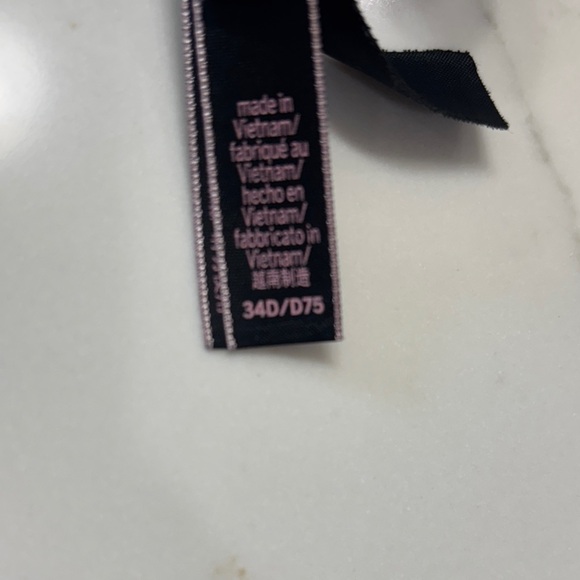 made in
Vietnam/
fabriqué au
Vietnam/
hecho en
Vietnam/
fabbricato in
Vietnam/
越南制造
34D/D75